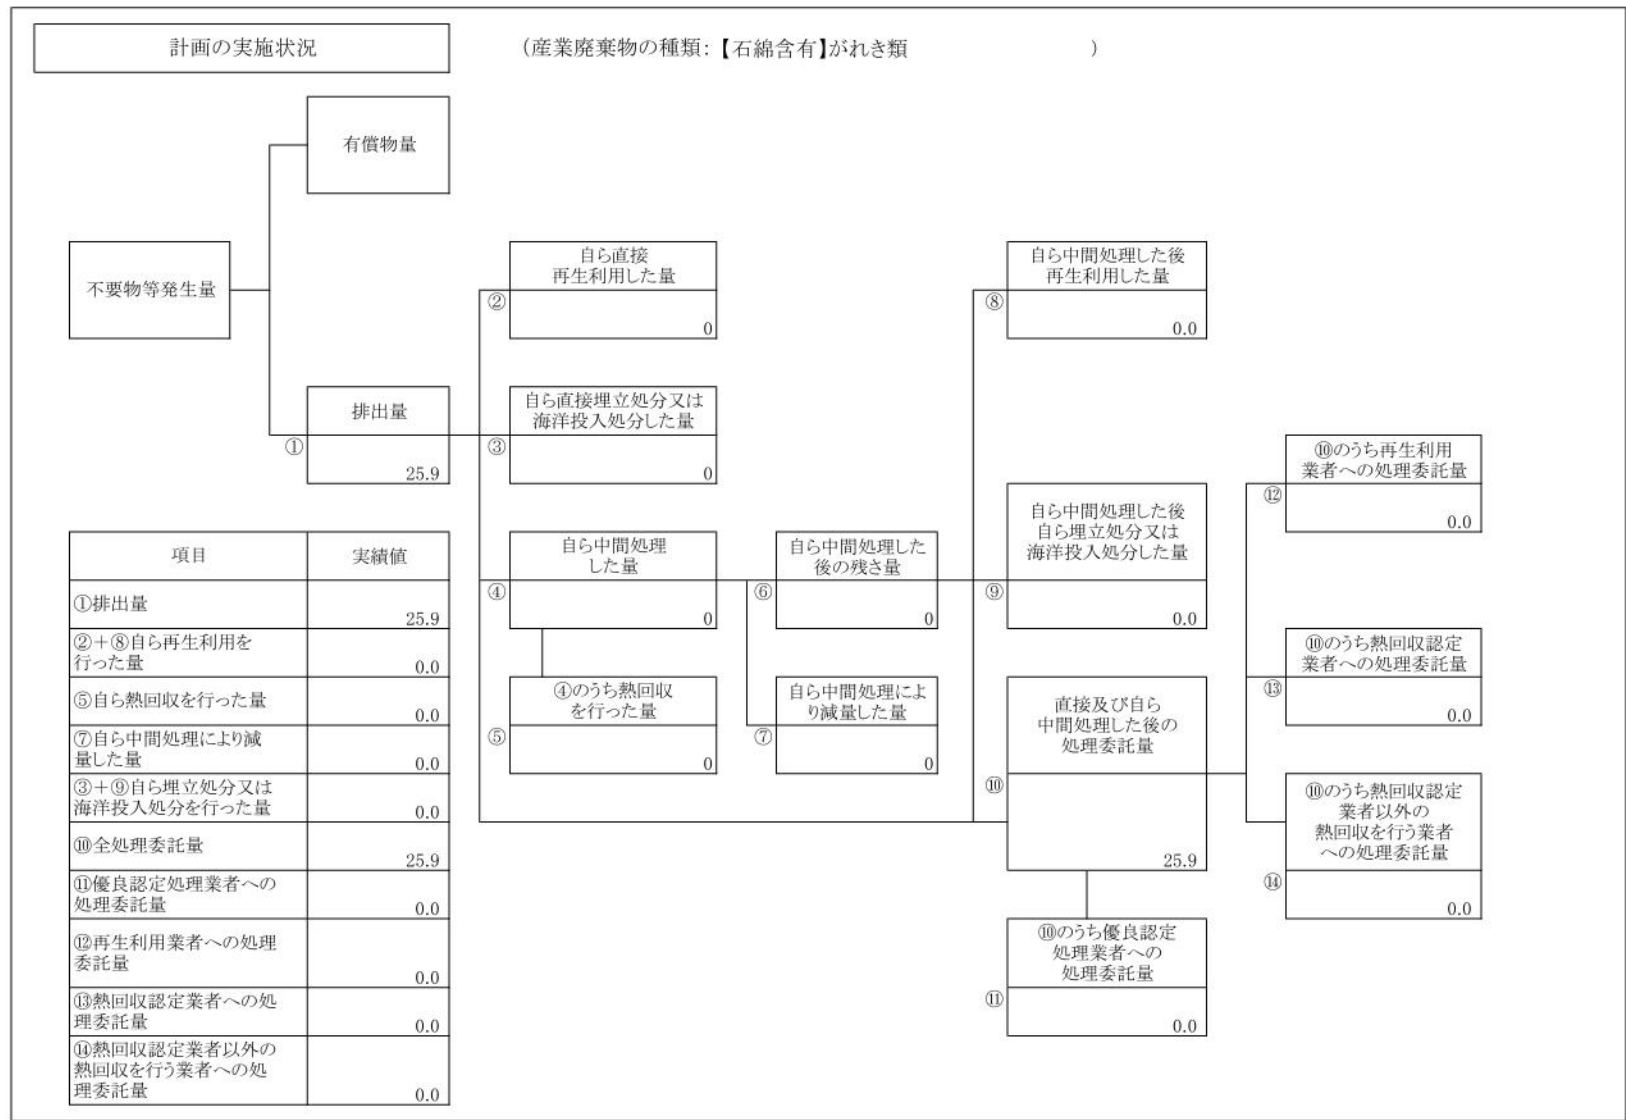 計画の実施状況
(産業廃棄物の種類:【石綿含有】がれき類 )
有償物量
不要物等発生量
自ら直接
再生利用した量
②
0
自ら中間処理した後
再生利用した量
⑧
0.0
排出量
①
25.9
自ら直接埋立処分又は
海洋投入処分した量
③
0
⑩のうち再生利用
業者への処理委託量
⑫
0.0
自ら中間処理
した量
④
0
自ら中間処理した
後の残さ量
⑥
0
自ら中間処理した後
自ら埋立処分又は
海洋投入処分した量
⑨
0.0
⑩のうち熱回収認定
業者への処理委託量
⑬
0.0
④のうち熱回収
を行った量
⑤
0
自ら中間処理によ
り減量した量
⑦
0
直接及び自ら
中間処理した後の
処理委託量
⑩
25.9
⑩のうち熱回収認定
業者以外の
熱回収を行う業者
への処理委託量
⑭
0.0
⑩のうち優良認定
処理業者への
処理委託量
⑪
0.0
項目 実績値
①排出量
25.9
②+⑧自ら再生利用を
行った量
0.0
⑤自ら熱回収を行った量
0.0
⑦自ら中間処理により減
量した量
0.0
③+⑨自ら埋立処分又は
海洋投入処分を行った量
0.0
⑩全処理委託量
25.9
⑪優良認定処理業者への
処理委託量
0.0
⑫再生利用業者への処理
委託量
0.0
⑬熱回収認定業者への処
理委託量
0.0
⑭熱回収認定業者以外の
熱回収を行う業者への処
理委託量
0.0